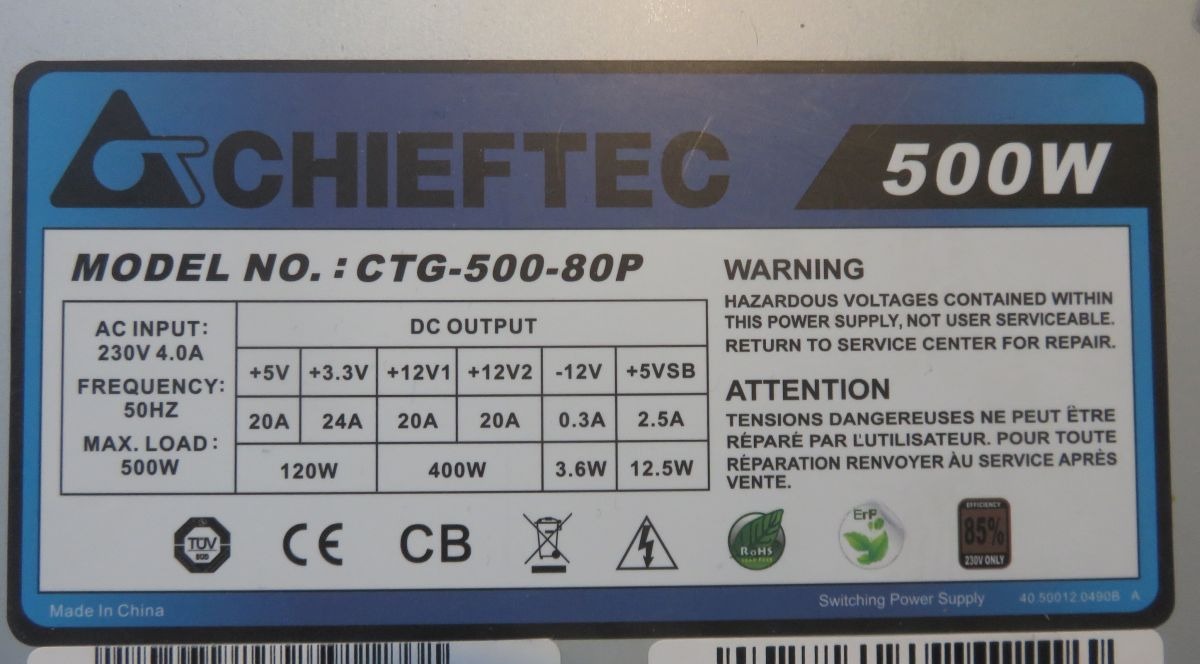 CHIEFTEC
500W
MODEL NO. : CTG-500-80P
AC INPUT:
230V 4.0A
FREQUENCY:
50HZ
MAX. LOAD:
500W
DC OUTPUT
+5V +3.3V +12V1 +12V2 -12V +5VSB
20A 24A 20A 20A 0.3A 2.5A
120W 400W 3.6W 12.5W
WARNING
HAZARDOUS VOLTAGES CONTAINED WITHIN
THIS POWER SUPPLY, NOT USER SERVICEABLE.
RETURN TO SERVICE CENTER FOR REPAIR.
ATTENTION
TENSIONS DANGEREUSES NE PEUT ÊTRE
RÉPARÉ PAR L'UTILISATEUR. POUR TOUTE
RÉPARATION RENVOYER ÀU SERVICE APRÈS
VENTE.
TÜV
SÜD
CE
CB
RoHS
ErP
EFFICIENCY
85%
230V ONLY
Made In China
Switching Power Supply
40.50012.0490B A